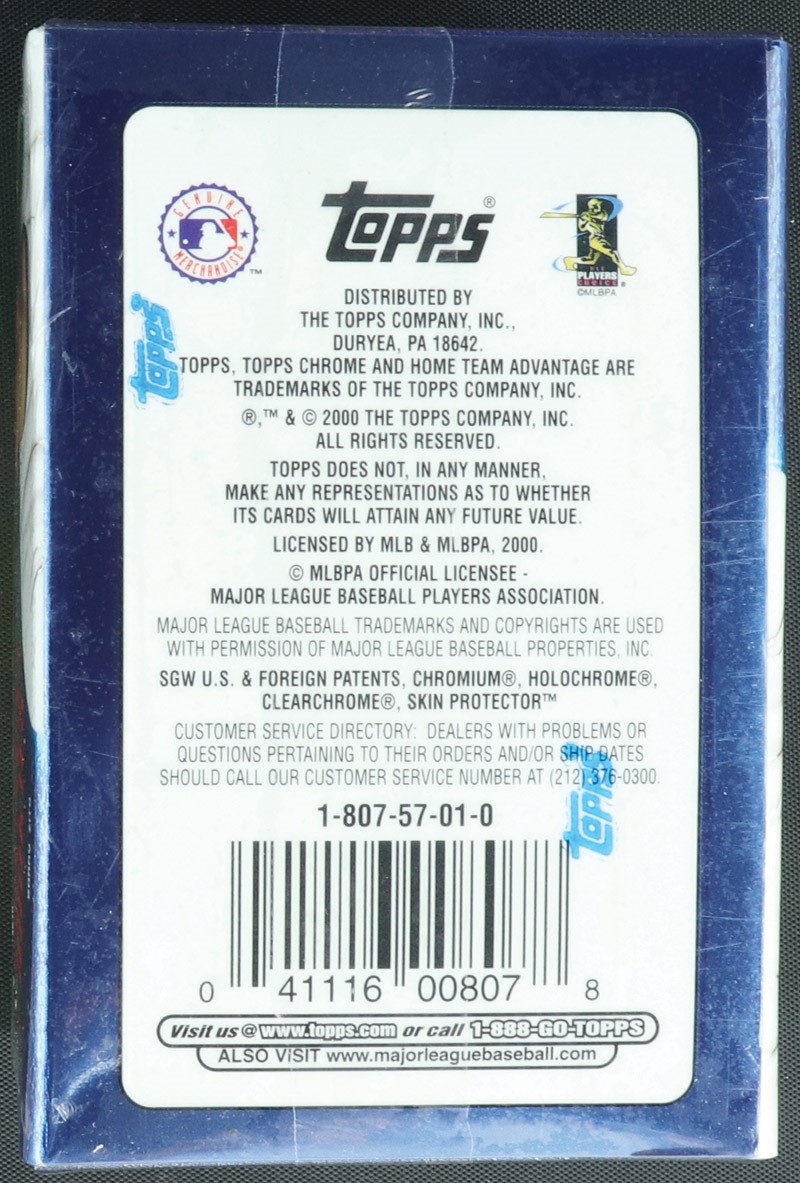 GENUINE
MERCHANDISE®
™
Topps®
MLB
PLAYERS
CHOICE®
©MLBPA
DISTRIBUTED BY
THE TOPPS COMPANY, INC.,
DURYEA, PA 18642.
TOPPS, TOPPS CHROME AND HOME TEAM ADVANTAGE ARE
TRADEMARKS OF THE TOPPS COMPANY, INC.
®,™ & © 2000 THE TOPPS COMPANY, INC.
ALL RIGHTS RESERVED.
TOPPS DOES NOT, IN ANY MANNER,
MAKE ANY REPRESENTATIONS AS TO WHETHER
ITS CARDS WILL ATTAIN ANY FUTURE VALUE.
LICENSED BY MLB & MLBPA, 2000.
© MLBPA OFFICIAL LICENSEE -
MAJOR LEAGUE BASEBALL PLAYERS ASSOCIATION.
MAJOR LEAGUE BASEBALL TRADEMARKS AND COPYRIGHTS ARE USED
WITH PERMISSION OF MAJOR LEAGUE BASEBALL PROPERTIES, INC.
SGW U.S. & FOREIGN PATENTS, CHROMIUM®, HOLOCHROME®,
CLEARCHROME®, SKIN PROTECTOR™
CUSTOMER SERVICE DIRECTORY: DEALERS WITH PROBLEMS OR
QUESTIONS PERTAINING TO THEIR ORDERS AND/OR SHIP DATES
SHOULD CALL OUR CUSTOMER SERVICE NUMBER AT (212) 376-0300.
Topps
Topps
1-807-57-01-0
0 41116 00807 8
Visit us @ www.topps.com or call 1-888-GO-TOPPS
ALSO VISIT www.majorleaguebaseball.com